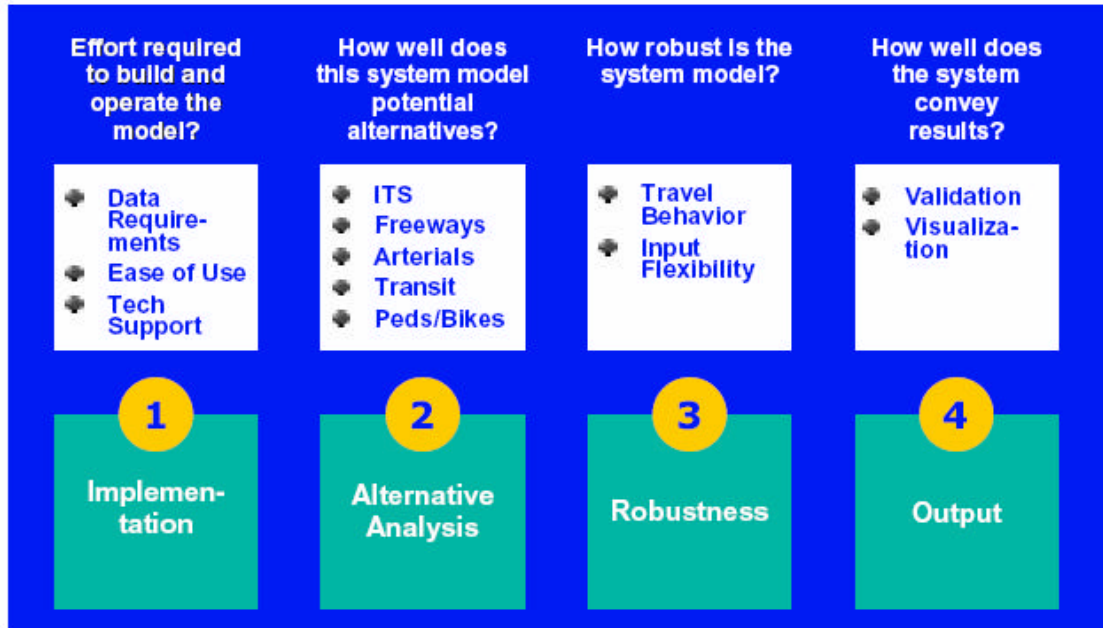 Effort required
to build and
operate the
model?
Data
Require-
ments
Ease of Use
Tech
Support
1
Implemen-
tation
How well does
this system model
potential
alternatives?
ITS
Freeways
Arterials
Transit
Peds/Bikes
2
Alternative
Analysis
How robust is the
system model?
Travel
Behavior
Input
Flexibility
3
Robustness
How well does
the system
convey
results?
Validation
Visualiza-
tion
4
Output